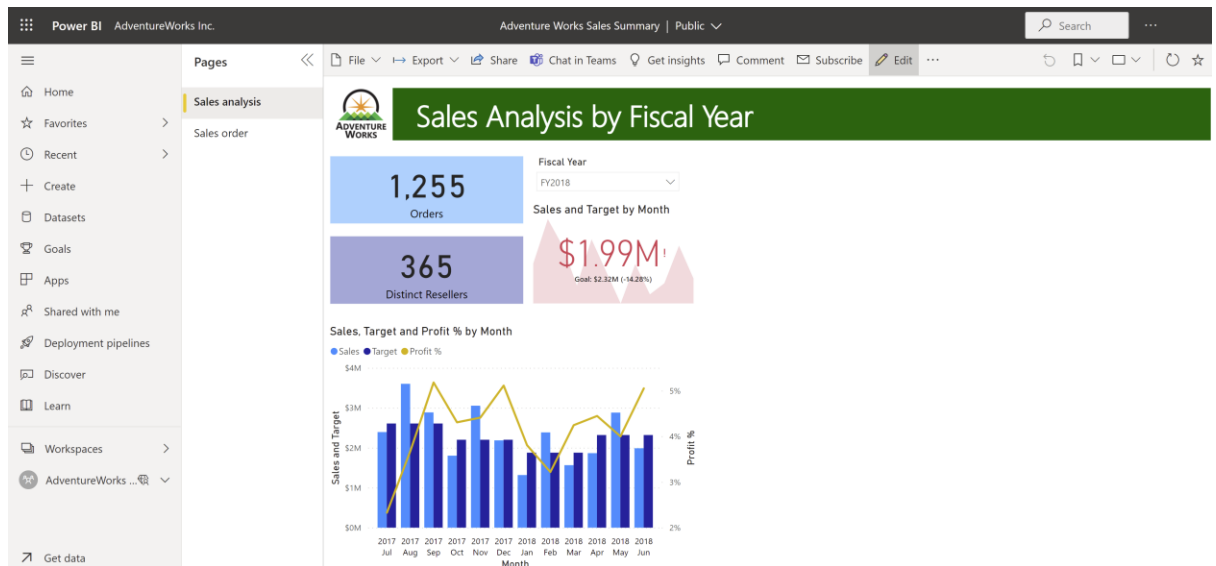 Power BI AdventureWorks Inc.
Adventure Works Sales Summary | Public
Search
Home
Favorites
Recent
Create
Datasets
Goals
Apps
Shared with me
Deployment pipelines
Discover
Learn
Workspaces
AdventureWorks ...
Get data
Pages
Sales analysis
Sales order
File Export Share Chat in Teams Get insights Comment Subscribe Edit ...
ADVENTURE
WORKS
Sales Analysis by Fiscal Year
1,255
Orders
365
Distinct Resellers
Fiscal Year
FY2018
Sales and Target by Month
$1.99M!
Goal: $2.32M (-14.28%)
Sales, Target and Profit % by Month
Sales Target Profit %
Sales and Target
$4M
$3M
$2M
$1M
$0M
5%
4%
3%
2%
Profit %
2017 2017 2017 2017 2017 2017 2018 2018 2018 2018 2018 2018
Jul Aug Sep Oct Nov Dec Jan Feb Mar Apr May Jun
Month